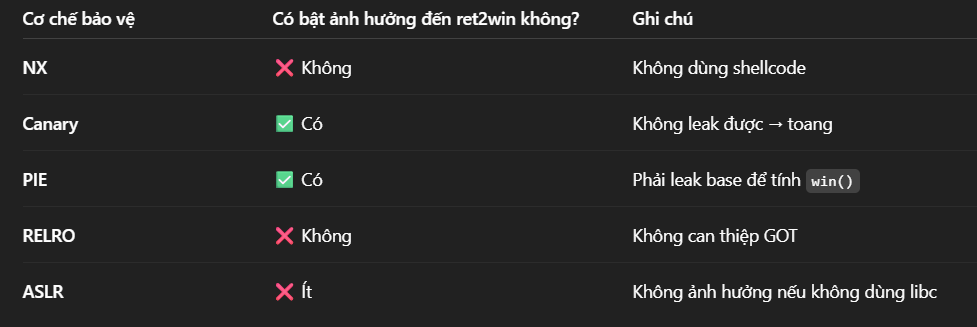 Cơ chế bảo vệ Có bật ảnh hưởng đến ret2win không? Ghi chú
NX ❌ Không Không dùng shellcode
Canary ✅ Có Không leak được → toang
PIE ✅ Có Phải leak base để tính win()
RELRO ❌ Không Không can thiệp GOT
ASLR ❌ Ít Không ảnh hưởng nếu không dùng libc